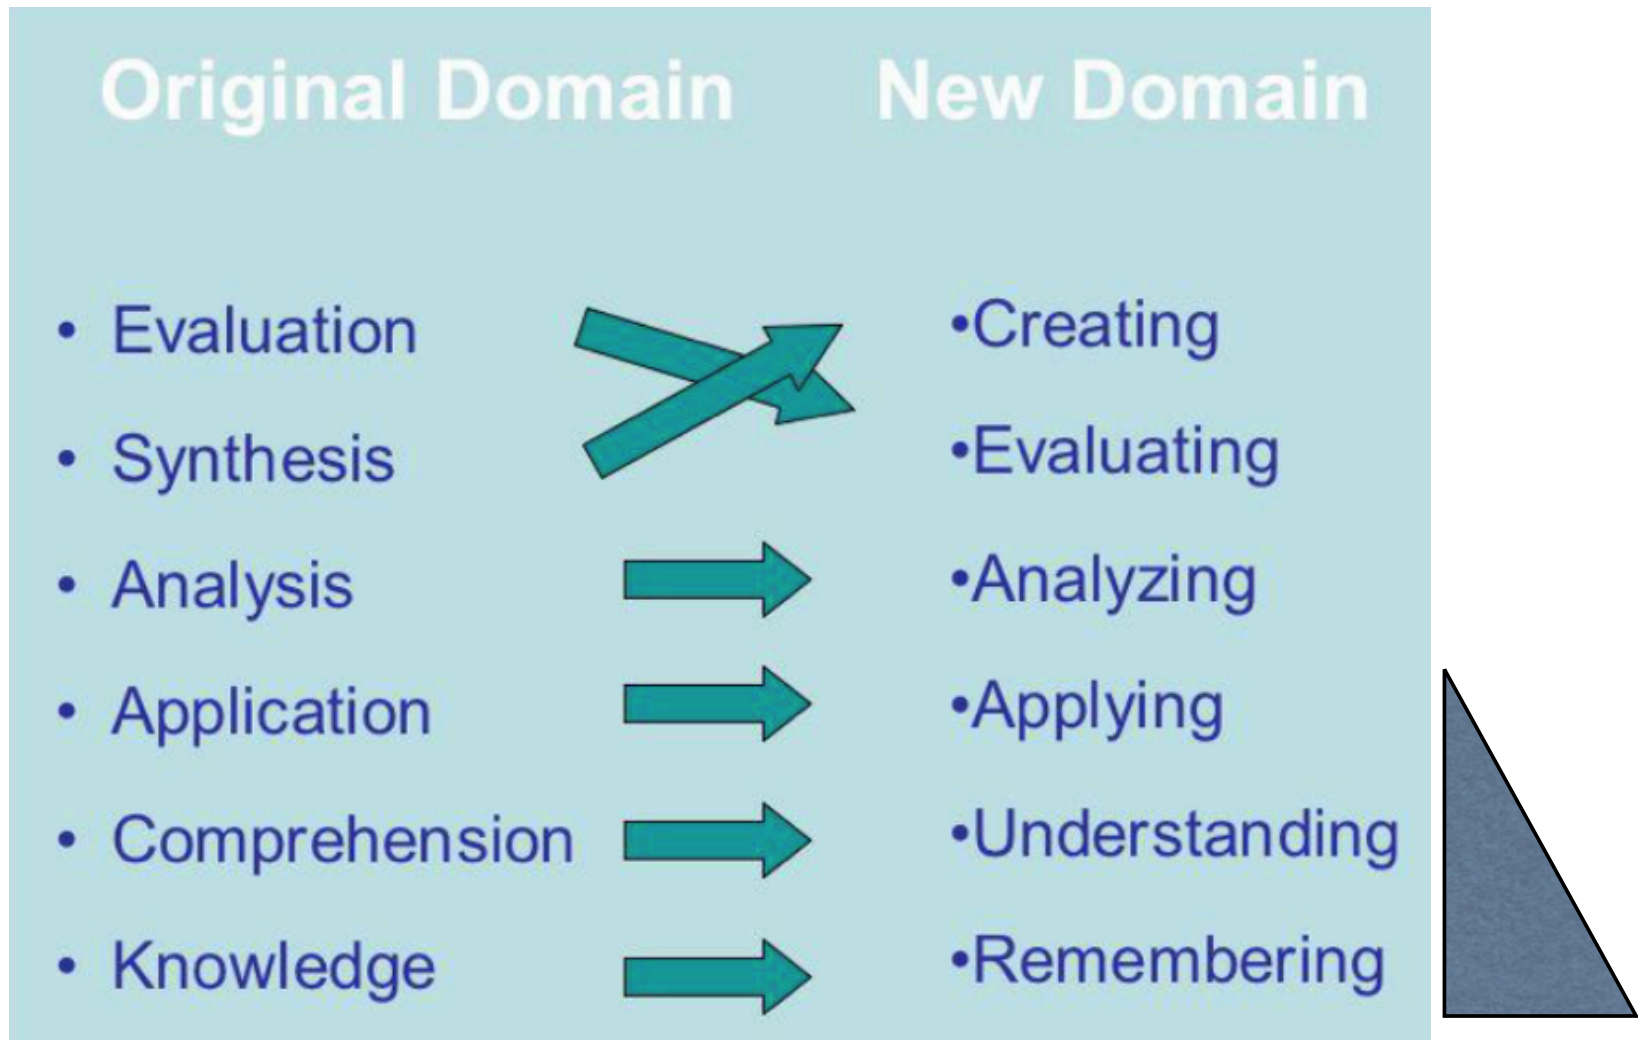 Original Domain
New Domain
• Evaluation
• Synthesis
• Analysis
• Application
• Comprehension
• Knowledge
•Creating
•Evaluating
•Analyzing
•Applying
•Understanding
•Remembering